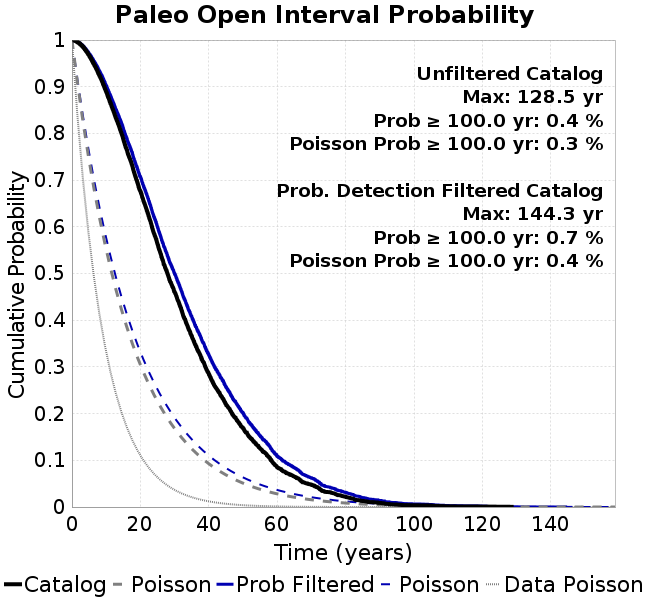 Paleo Open Interval Probability
Unfiltered Catalog
Max: 128.5 yr
Prob ≥ 100.0 yr: 0.4 %
Poisson Prob ≥ 100.0 yr: 0.3 %
Prob. Detection Filtered Catalog
Max: 144.3 yr
Prob ≥ 100.0 yr: 0.7 %
Poisson Prob ≥ 100.0 yr: 0.4 %
Cumulative Probability
1
0.9
0.8
0.7
0.6
0.5
0.4
0.3
0.2
0.1
0
0 20 40 60 80 100 120 140
Time (years)
Catalog Poisson Prob Filtered Poisson Data Poisson